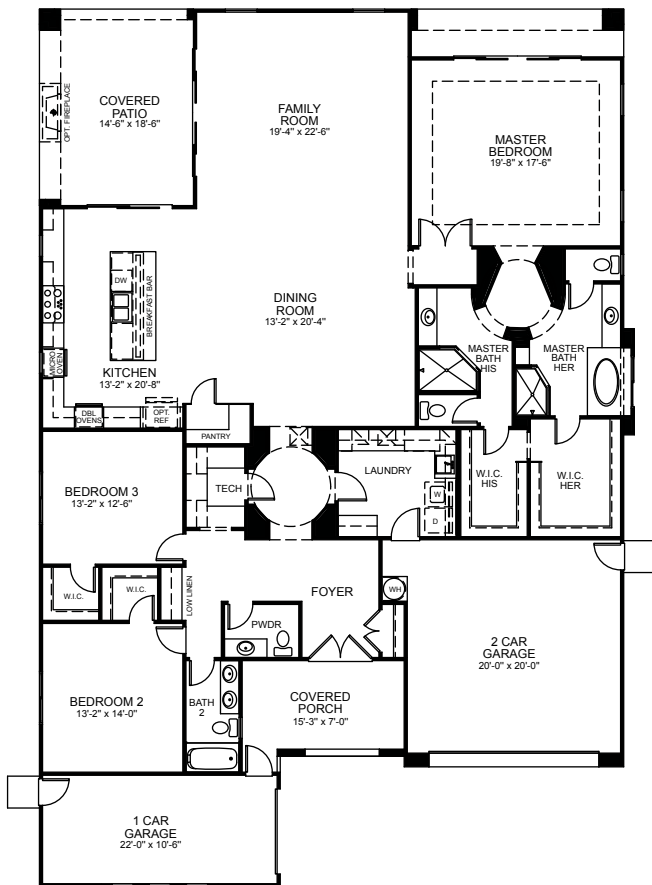 COVERED
PATIO
14'-6" x 18'-6"
OPT. FIREPLACE
FAMILY
ROOM
19'-4" x 22'-6"
MASTER
BEDROOM
19'-8" x 17'-6"
DW
BREAKFAST BAR
DINING
ROOM
13'-2" x 20'-4"
MICRO
OVEN
KITCHEN
13'-2" x 20'-8"
DBL
OVENS
OPT.
REF
MASTER
BATH
HIS
MASTER
BATH
HER
PANTRY
BEDROOM 3
13'-2" x 12'-6"
TECH
LAUNDRY
W
D
W.I.C.
HIS
W.I.C.
HER
W.I.C.
W.I.C.
LOW LINEN
FOYER
WH
PWDR
2 CAR
GARAGE
20'-0" x 20'-0"
BEDROOM 2
13'-2" x 14'-0"
BATH
2
COVERED
PORCH
15'-3" x 7'-0"
1 CAR
GARAGE
22'-0" x 10'-6"